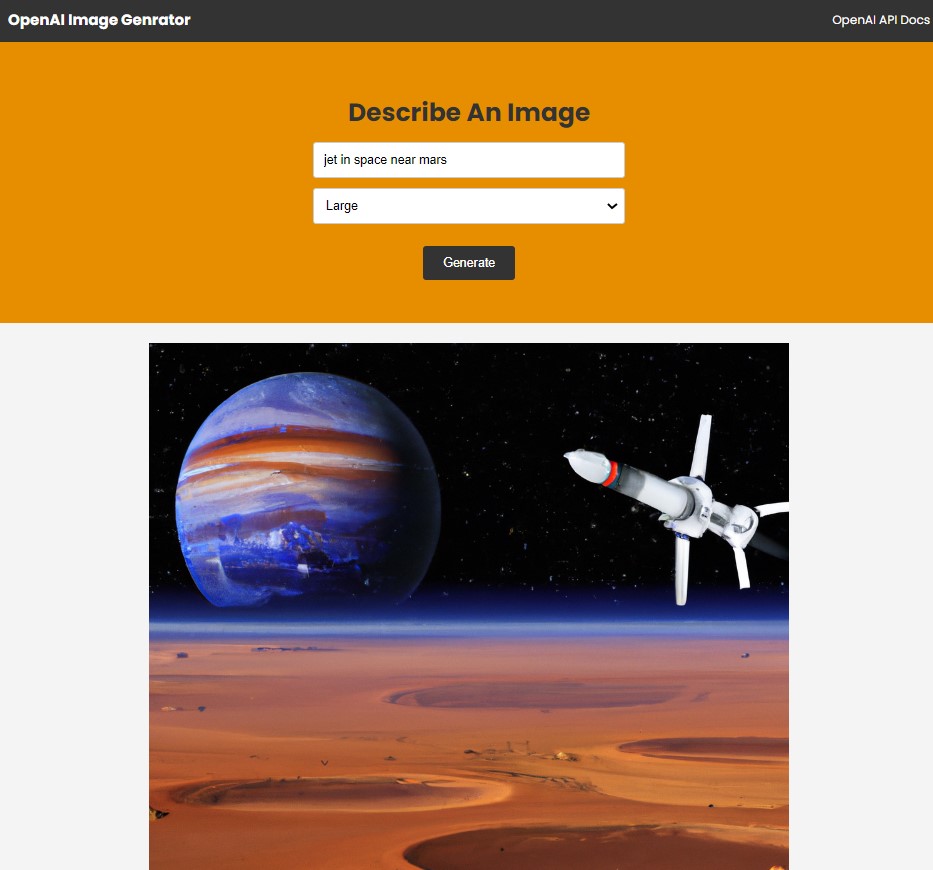 OpenAI Image Genrator
OpenAI API Docs
Describe An Image
jet in space near mars
Large
Generate